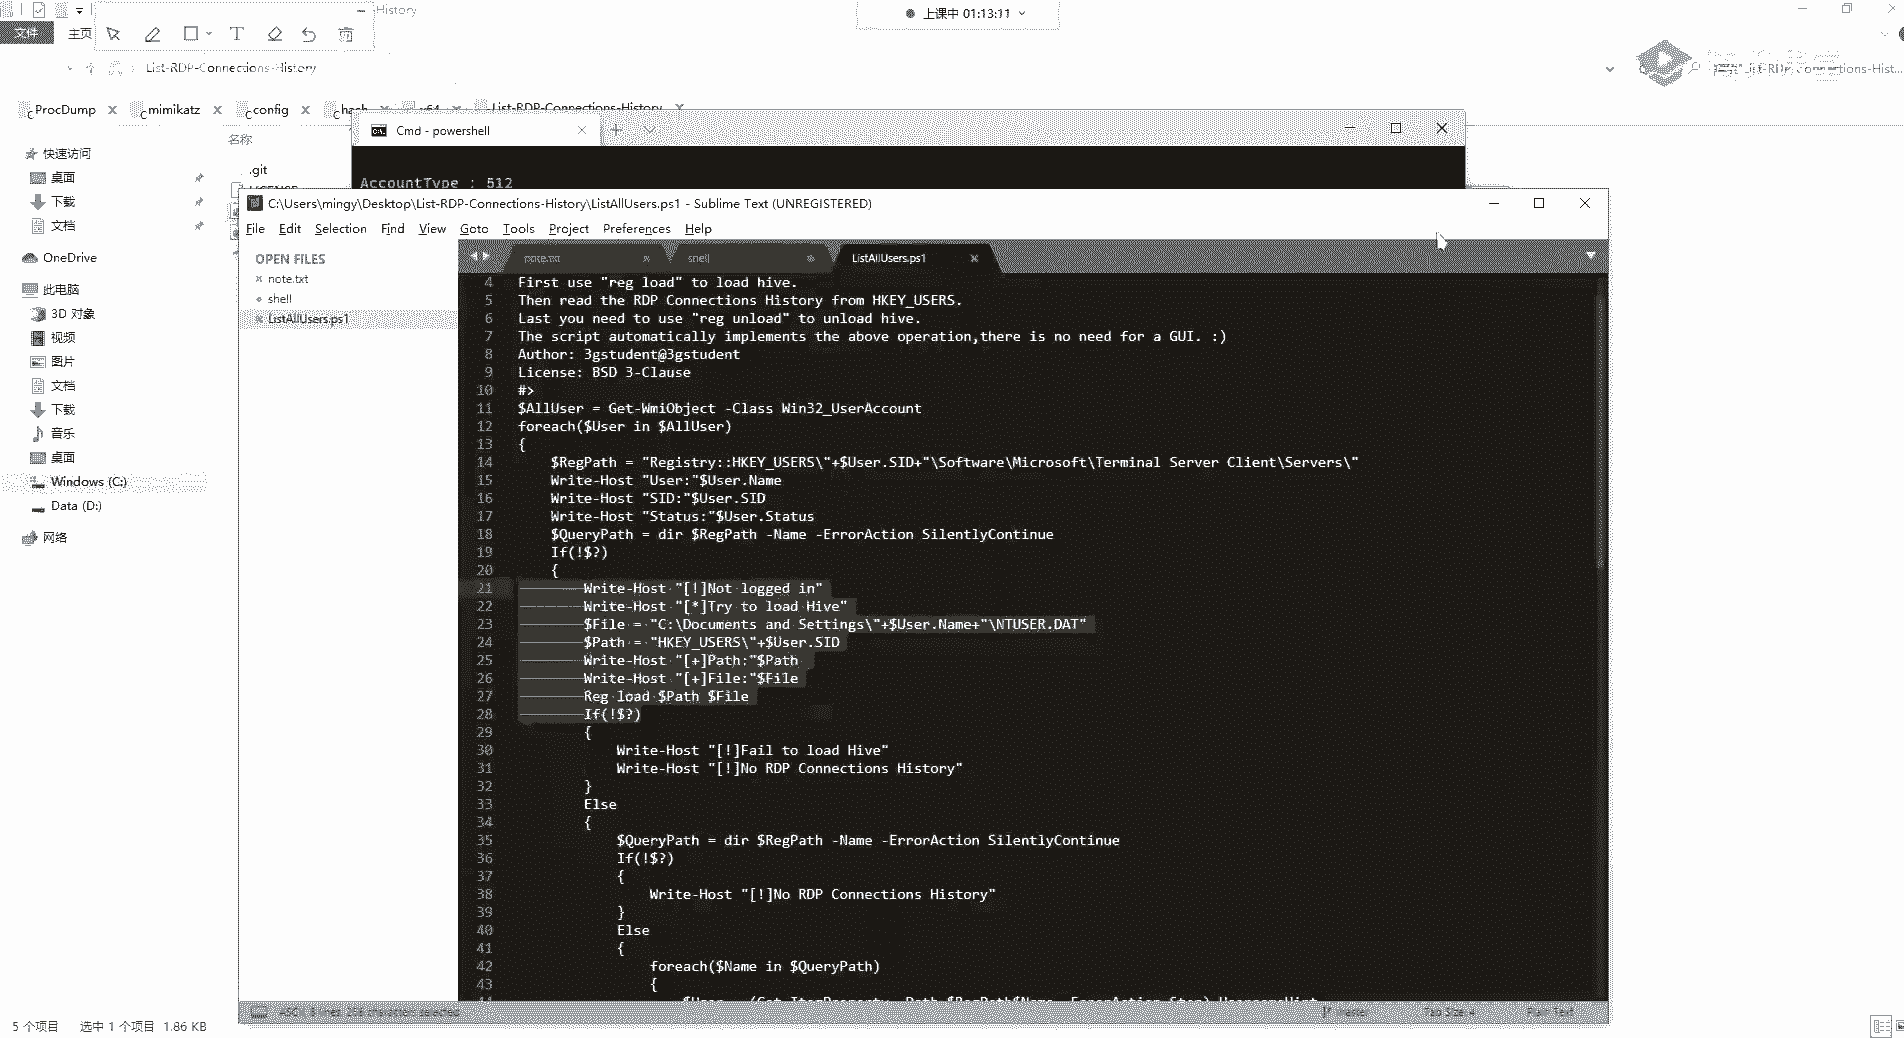 History
上课中 01:13:11
文件
主页
List-RDP-Connections-History
ProcDump
mimikatz
config
hash
x64
List-RDP-Connections-History
名称
Cmd - powershell
快速访问
桌面
下载
文档
OneDrive
此电脑
3D 对象
视频
图片
文档
下载
音乐
桌面
Windows (C:)
Data (D:)
网络
.git
AccountType : 512
C:\Users\mingy\Desktop\List-RDP-Connections-History\ListAllUsers.ps1 - Sublime Text (UNREGISTERED)
File Edit Selection Find View Goto Tools Project Preferences Help
OPEN FILES
note.txt
shell
ListAllUsers.ps1
note.txt
shell
ListAllUsers.ps1
4 First use "reg load" to load hive.
5 Then read the RDP Connections History from HKEY_USERS.
6 Last you need to use "reg unload" to unload hive.
7 The script automatically implements the above operation,there is no need for a GUI. :)
8 Author: 3gstudent@3gstudent
9 License: BSD 3-Clause
10 #>
11 $AllUser = Get-WmiObject -Class Win32_UserAccount
12 foreach($User in $AllUser)
13 {
14 $RegPath = "Registry::HKEY_USERS\"+$User.SID+"\Software\Microsoft\Terminal Server Client\Servers\"
15 Write-Host "User:"$User.Name
16 Write-Host "SID:"$User.SID
17 Write-Host "Status:"$User.Status
18 $QueryPath = dir $RegPath -Name -ErrorAction SilentlyContinue
19 If(!$?)
20 {
21 Write-Host "[!]Not logged in"
22 Write-Host "[*]Try to load Hive"
23 $File = "C:\Documents and Settings\"+$User.Name+"\NTUSER.DAT"
24 $Path = "HKEY_USERS\"+$User.SID
25 Write-Host "[+]Path:"$Path
26 Write-Host "[+]File:"$File
27 Reg load $Path $File
28 If(!$?)
29 {
30 Write-Host "[!]Fail to load Hive"
31 Write-Host "[!]No RDP Connections History"
32 }
33 Else
34 {
35 $QueryPath = dir $RegPath -Name -ErrorAction SilentlyContinue
36 If(!$?)
37 {
38 Write-Host "[!]No RDP Connections History"
39 }
40 Else
41 {
42 foreach($Name in $QueryPath)
43 {
master
Tab Size: 4
Plain Text
5 个项目 选中 1 个项目 1.86 KB